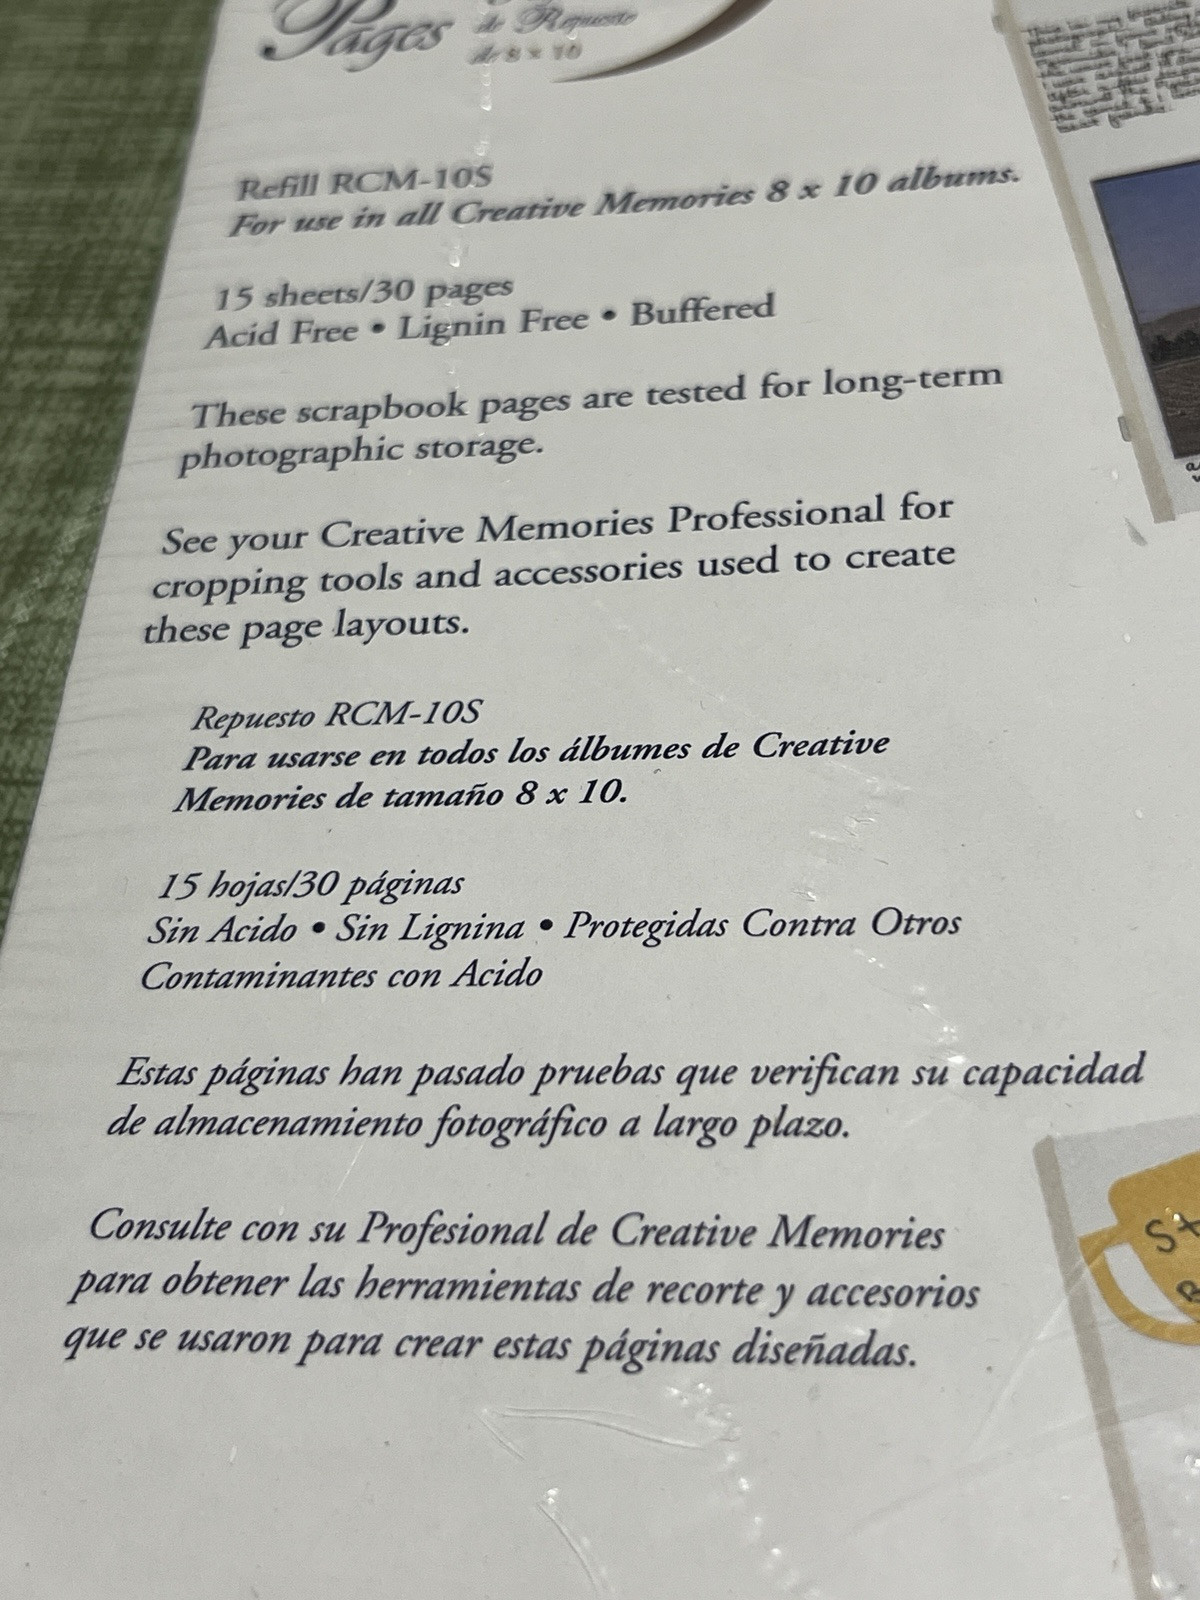 Pages
de Repuesto
de 8 x 10
Refill RCM-10S
For use in all Creative Memories 8 x 10 albums.
15 sheets/30 pages
Acid Free • Lignin Free • Buffered
These scrapbook pages are tested for long-term
photographic storage.
See your Creative Memories Professional for
cropping tools and accessories used to create
these page layouts.
Repuesto RCM-10S
Para usarse en todos los álbumes de Creative
Memories de tamaño 8 x 10.
15 hojas/30 páginas
Sin Acido • Sin Lignina • Protegidas Contra Otros
Contaminantes con Acido
Estas páginas han pasado pruebas que verifican su capacidad
de almacenamiento fotográfico a largo plazo.
Consulte con su Profesional de Creative Memories
para obtener las herramientas de recorte y accesorios
que se usaron para crear estas páginas diseñadas.